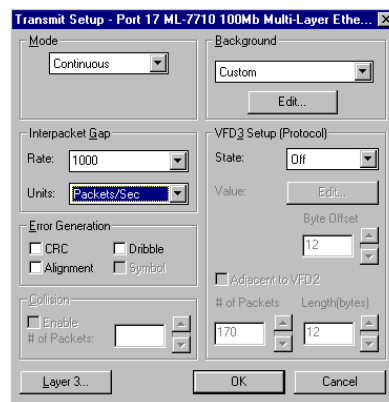 Transmit Setup - Port 17 ML-7710 100Mb Multi-Layer Ethe...
Mode
Continuous
Background
Custom
Edit...
Interpacket Gap
Rate: 1000
Units: Packets/Sec
Error Generation
CRC Dribble
Alignment Symbol
Collision
Enable
# of Packets:
VFD3 Setup (Protocol)
State: Off
Value: Edit...
Byte Offset
12
Adjacent to VFD2
# of Packets Length(bytes)
170 12
Layer 3... OK Cancel